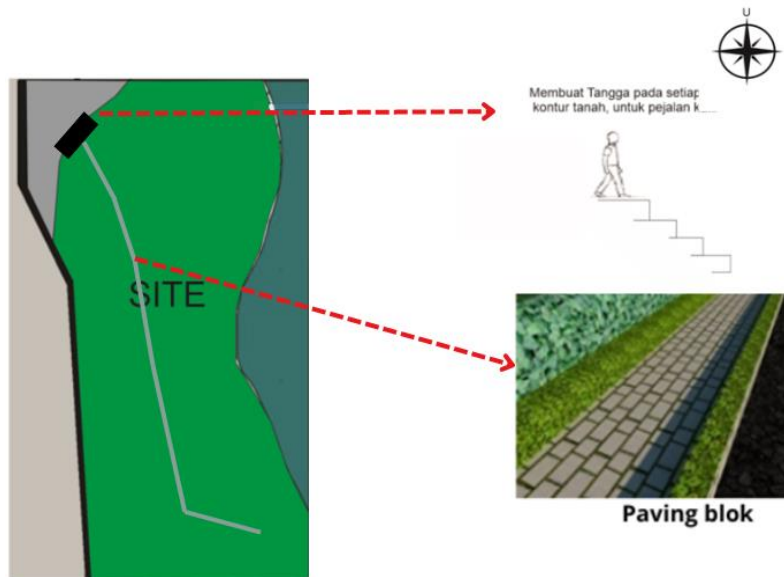 U
Membuat Tangga pada setiap
kontur tanah, untuk pejalan
SITE
Paving blok